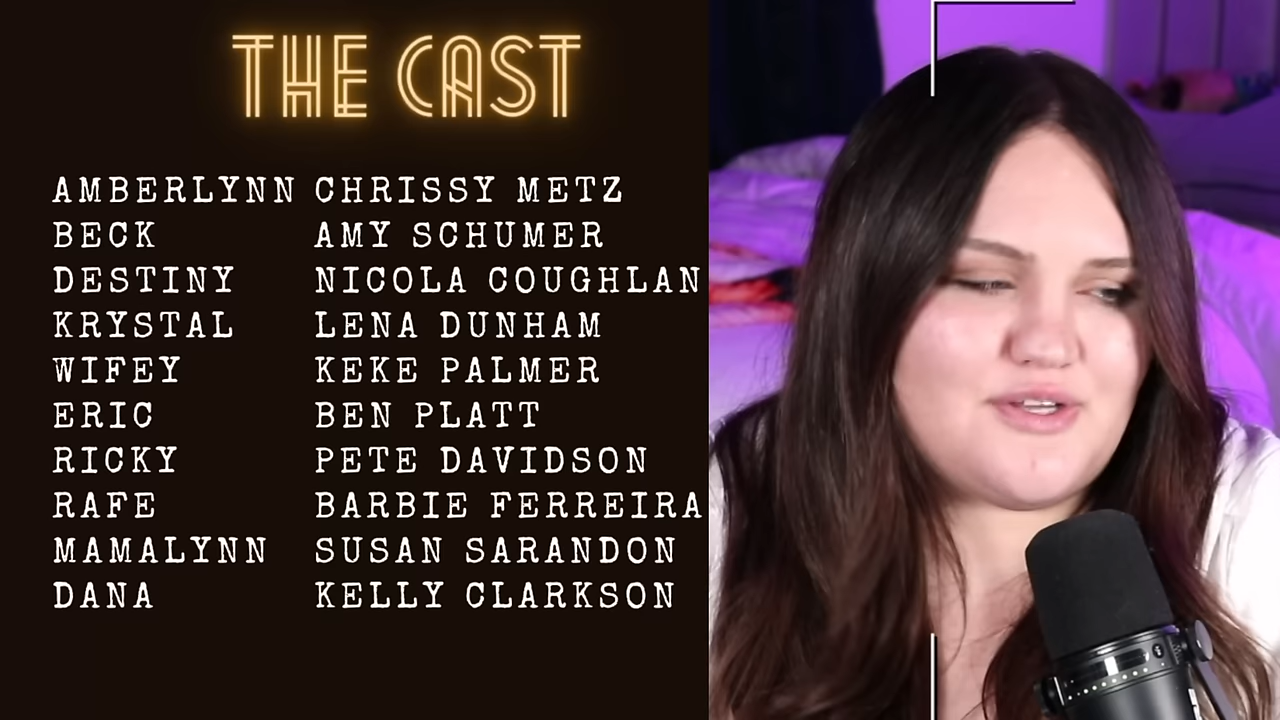 THE CAST
AMBERLYNN CHRISSY METZ
BECK AMY SCHUMER
DESTINY NICOLA COUGHLAN
KRYSTAL LENA DUNHAM
WIFEY KEKE PALMER
ERIC BEN PLATT
RICKY PETE DAVIDSON
RAFE BARBIE FERREIRA
MAMALYNN SUSAN SARANDON
DANA KELLY CLARKSON